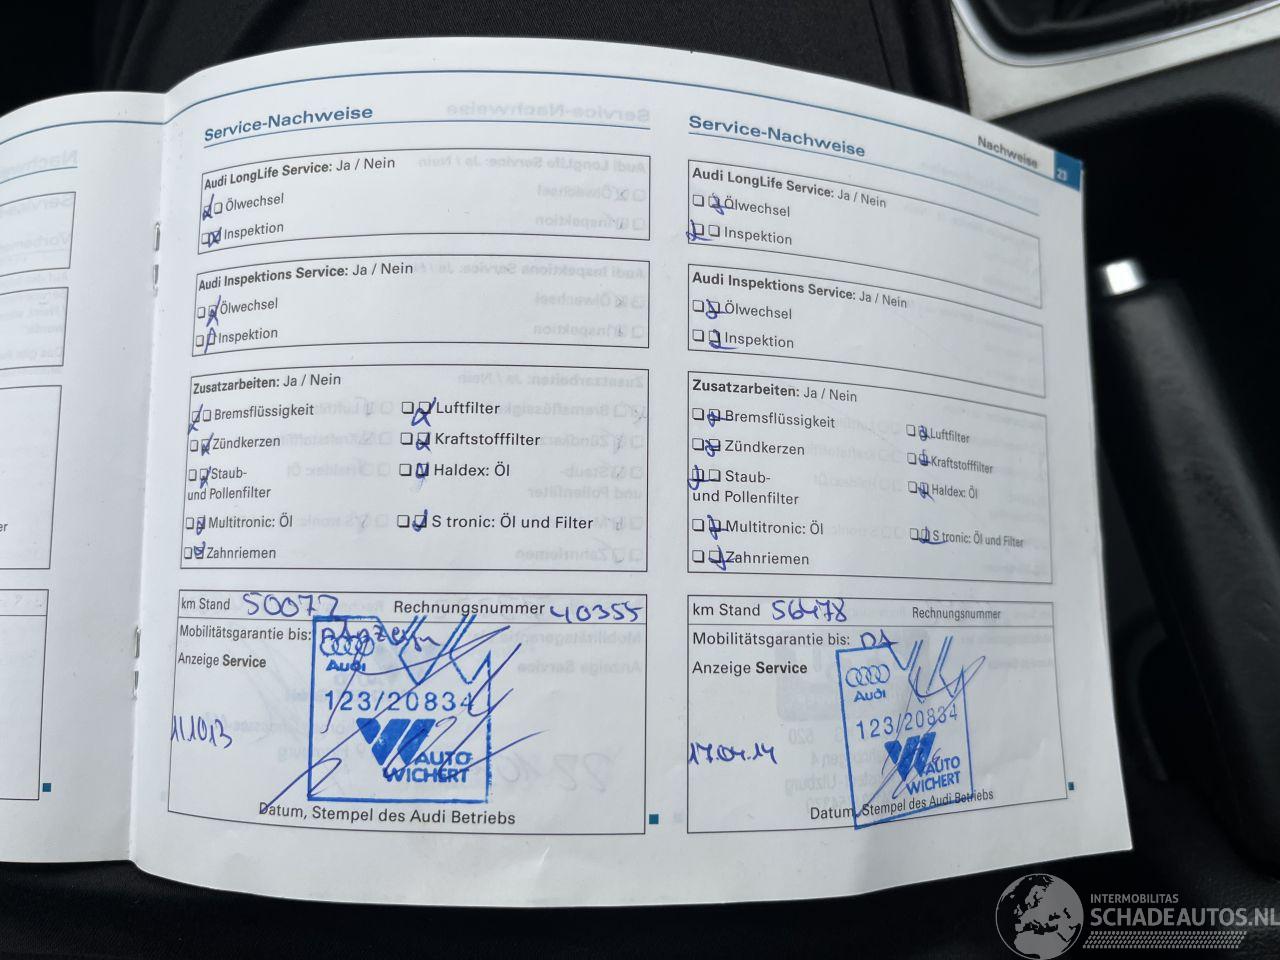 Nachweise
23
Service-Nachweise
Audi LongLife Service: Ja / Nein
Ölwechsel
Inspektion
Audi Inspektions Service: Ja / Nein
Ölwechsel
Inspektion
Zusatzarbeiten: Ja / Nein
Bremsflüssigkeit
Luftfilter
Zündkerzen
Kraftstofffilter
Staub-
und Pollenfilter
Haldex: Öl
Multitronic: Öl
S tronic: Öl und Filter
Zahnriemen
km Stand 50077 Rechnungsnummer 40355
Mobilitätsgarantie bis:
Anzeige Service
Audi
123/20834
AUTO
WICHERT
Datum, Stempel des Audi Betriebs
Service-Nachweise
Audi LongLife Service: Ja / Nein
Ölwechsel
Inspektion
Audi Inspektions Service: Ja / Nein
Ölwechsel
Inspektion
Zusatzarbeiten: Ja / Nein
Bremsflüssigkeit
Luftfilter
Zündkerzen
Kraftstofffilter
Staub-
und Pollenfilter
Haldex: Öl
Multitronic: Öl
S tronic: Öl und Filter
Zahnriemen
km Stand 56478 Rechnungsnummer
Mobilitätsgarantie bis:
Anzeige Service
Audi
123/20834
17.04.14
AUTO
WICHERT
Datum, Stempel des Audi Betriebs
INTERMOBILITAS
SCHADEAUTOS.NL